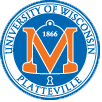 UNIVERSITY OF WISCONSIN
1866
M
PLATTEVILLE